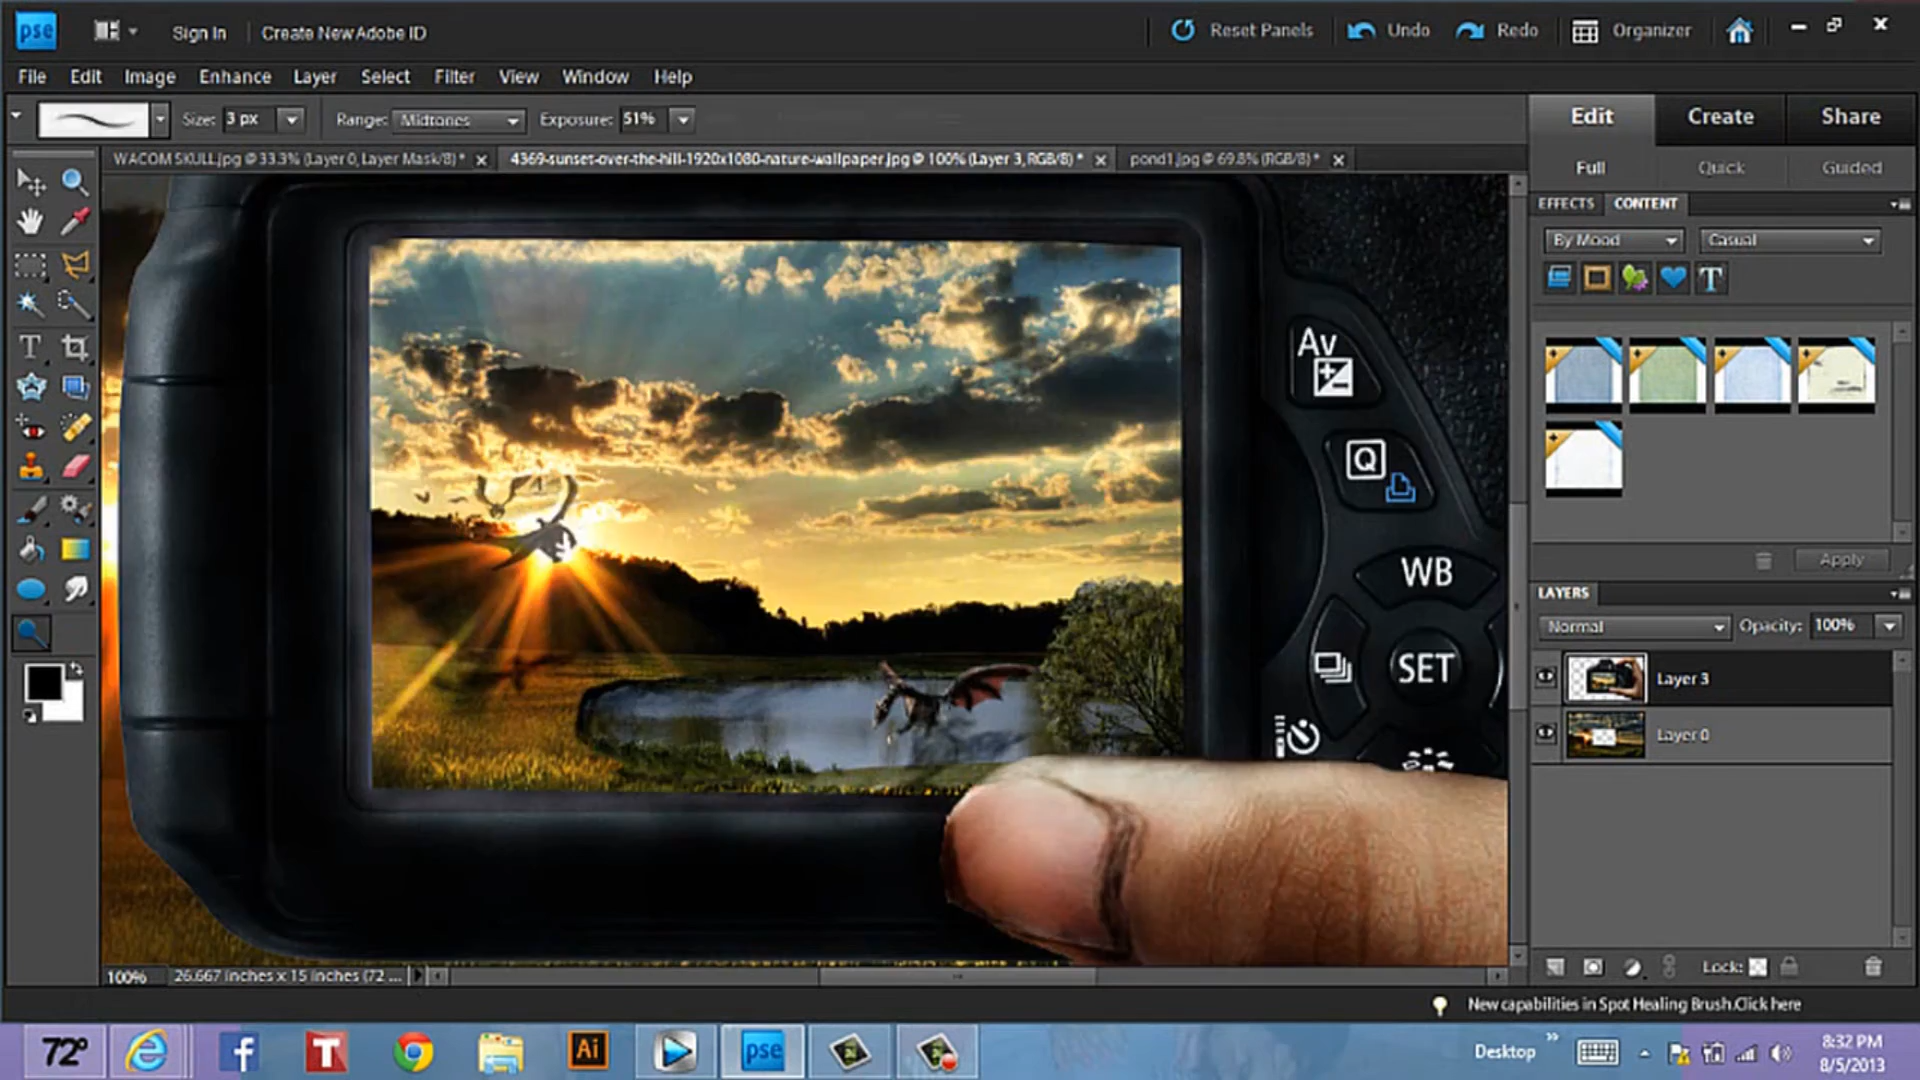 pse Sign In Create New Adobe ID Reset Panels Undo Redo Organizer
File Edit Image Enhance Layer Select Filter View Window Help
Size: 3 px Range: Midtones Exposure: 51%
Edit Create Share
WACOM SKULL.jpg @ 33.3% (Layer 0, Layer Mask/8) * 4369-sunset-over-the-hill-1920x1080-nature-wallpaper.jpg @ 100% (Layer 3, RGB/8) * pond1.jpg @ 69.8% (RGB/8) *
Full Quick Guided
EFFECTS CONTENT
By Mood Casual
T
Av
Q
WB
SET
Apply
LAYERS
Normal Opacity: 100%
Layer 3
Layer 0
Lock:
100% 26.667 inches x 15 inches (72 ...
New capabilities in Spot Healing Brush.Click here
72° f T Ai pse Desktop 8:32 PM
8/5/2013